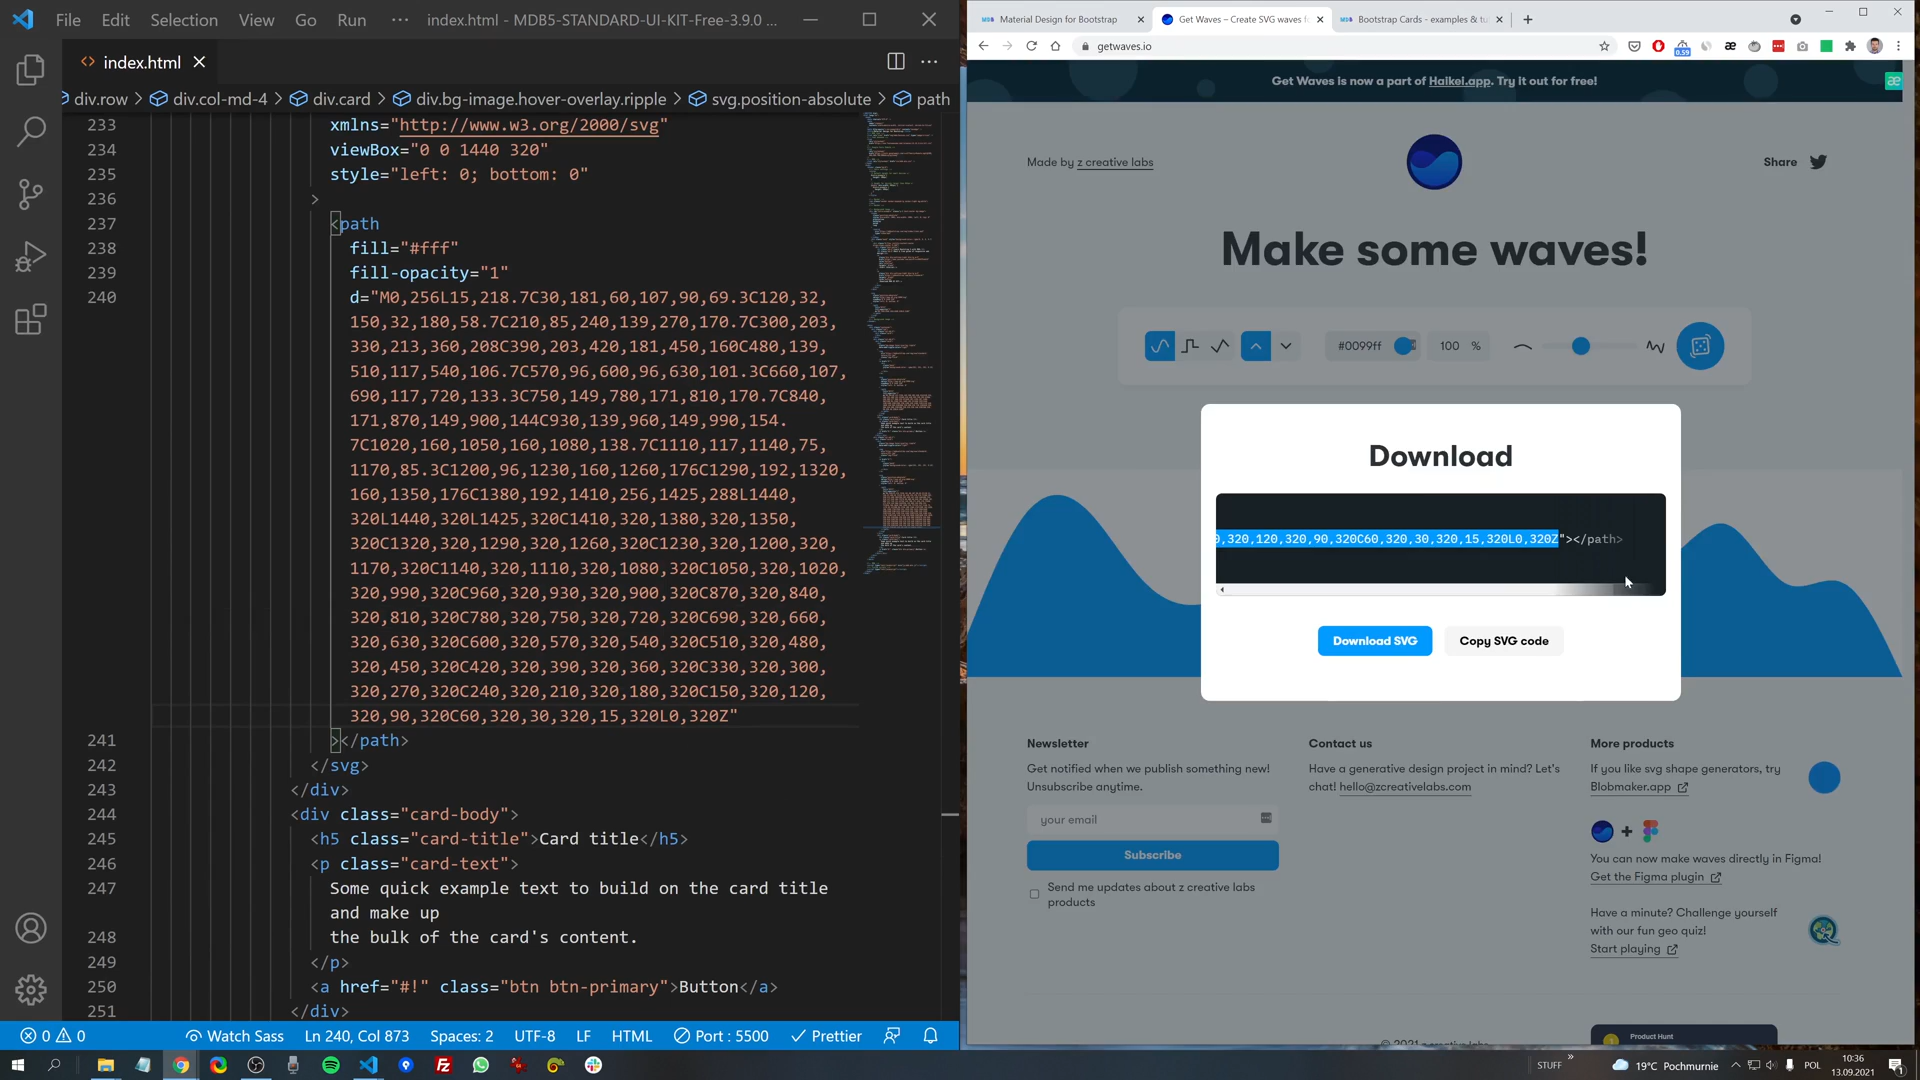 File Edit Selection View Go Run ··· index.html - MDB5-STANDARD-UI-KIT-Free-3.9.0 ...
index.html
div.row > div.col-md-4 > div.card > div.bg-image.hover-overlay.ripple > svg.position-absolute > path
233 xmlns="http://www.w3.org/2000/svg"
234 viewBox="0 0 1440 320"
235 style="left: 0; bottom: 0"
236 >
237 <path
238 fill="#fff"
239 fill-opacity="1"
240 d="M0,256L15,218.7C30,181,60,107,90,69.3C120,32,
150,32,180,58.7C210,85,240,139,270,170.7C300,203,
330,213,360,208C390,203,420,181,450,160C480,139,
510,117,540,106.7C570,96,600,96,630,101.3C660,107,
690,117,720,133.3C750,149,780,171,810,170.7C840,
171,870,149,900,144C930,139,960,149,990,154.
7C1020,160,1050,160,1080,138.7C1110,117,1140,75,
1170,85.3C1200,96,1230,160,1260,176C1290,192,1320,
160,1350,176C1380,192,1410,256,1425,288L1440,
320L1440,320L1425,320C1410,320,1380,320,1350,
320C1320,320,1290,320,1260,320C1230,320,1200,320,
1170,320C1140,320,1110,320,1080,320C1050,320,1020,
320,990,320C960,320,930,320,900,320C870,320,840,
320,810,320C780,320,750,320,720,320C690,320,660,
320,630,320C600,320,570,320,540,320C510,320,480,
320,450,320C420,320,390,320,360,320C330,320,300,
320,270,320C240,320,210,320,180,320C150,320,120,
320,90,320C60,320,30,320,15,320L0,320Z"
241 ></path>
242 </svg>
243 </div>
244 <div class="card-body">
245 <h5 class="card-title">Card title</h5>
246 <p class="card-text">
247 Some quick example text to build on the card title
and make up
248 the bulk of the card's content.
249 </p>
250 <a href="#!" class="btn btn-primary">Button</a>
251 </div>
0 0 Watch Sass Ln 240, Col 873 Spaces: 2 UTF-8 LF HTML Port : 5500 Prettier
Material Design for Bootstrap
Get Waves – Create SVG waves fo
Bootstrap Cards - examples & tu
getwaves.io
0.59
Get Waves is now a part of Haikei.app. Try it out for free!
Made by z creative labs
Share
Make some waves!
#0099ff 100 %
Download
0,320,120,320,90,320C60,320,30,320,15,320L0,320Z"></path>
Download SVG
Copy SVG code
Newsletter
Get notified when we publish something new!
Unsubscribe anytime.
your email
Subscribe
Send me updates about z creative labs
products
Contact us
Have a generative design project in mind? Let's
chat! hello@zcreativelabs.com
More products
If you like svg shape generators, try
Blobmaker.app
+
You can now make waves directly in Figma!
Get the Figma plugin
Have a minute? Challenge yourself
with our fun geo quiz!
Start playing
Product Hunt
STUFF
19°C Pochmurnie
POL
10:36
13.09.2021